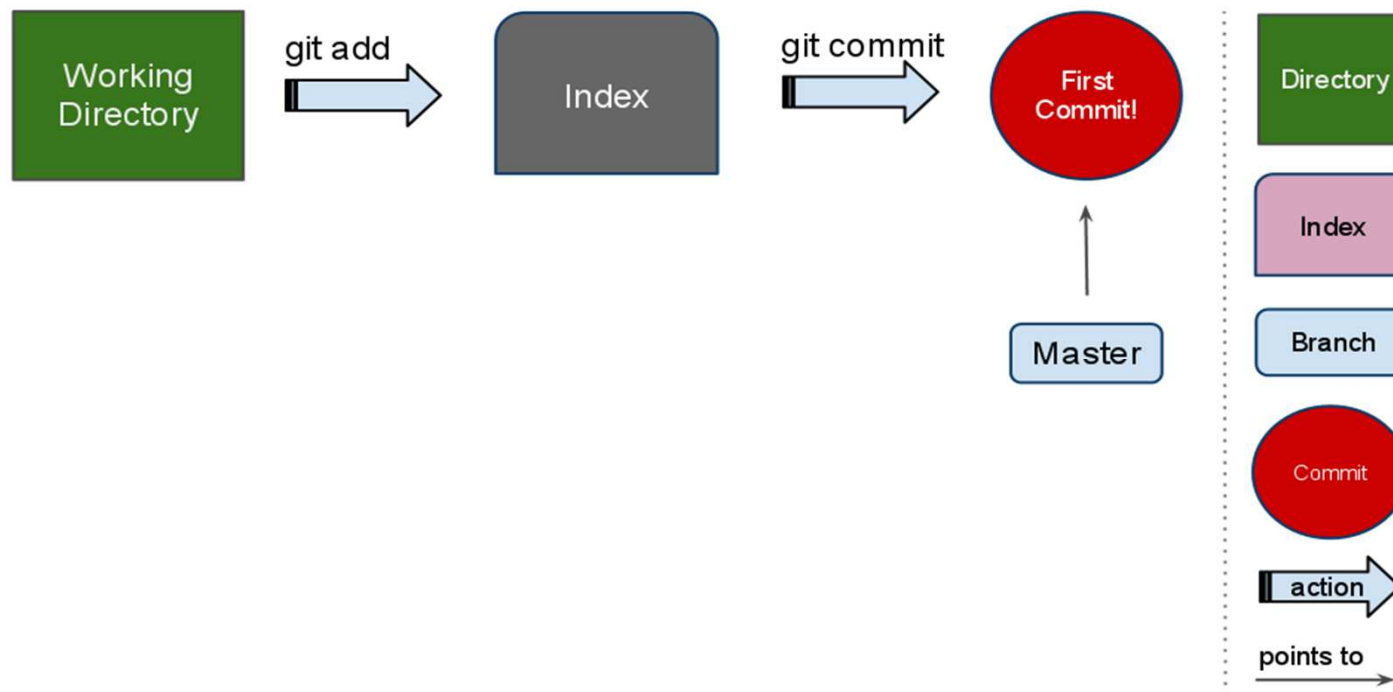 git add
git commit
Working
Directory
Index
First
Commit!
Master
Directory
Index
Branch
Commit
action
points to